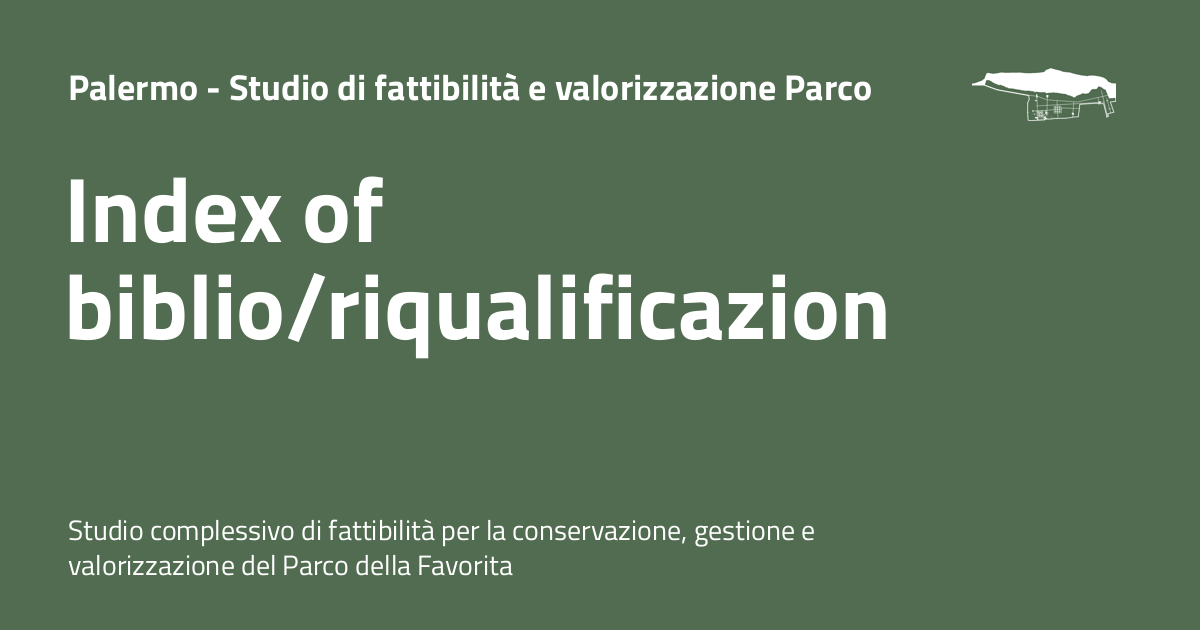 Palermo - Studio di fattibilità e valorizzazione Parco
Index of
biblio/riqualificazion
Studio complessivo di fattibilità per la conservazione, gestione e
valorizzazione del Parco della Favorita